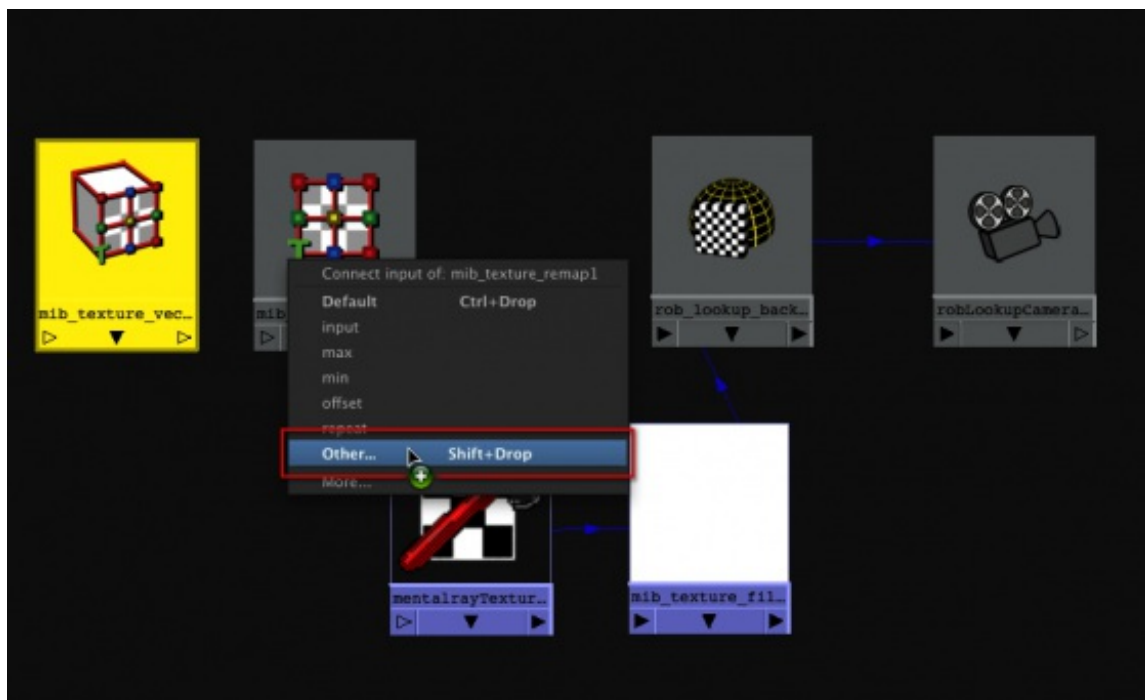 mib_texture_vec...
mib
rob_lookup_back...
robLookupCamera...
Connect input of: mib_texture_remap1
Default Ctrl+Drop
input
max
min
offset
repeat
Other... Shift+Drop
More...
mentalrayTextur...
mib_texture_fil...